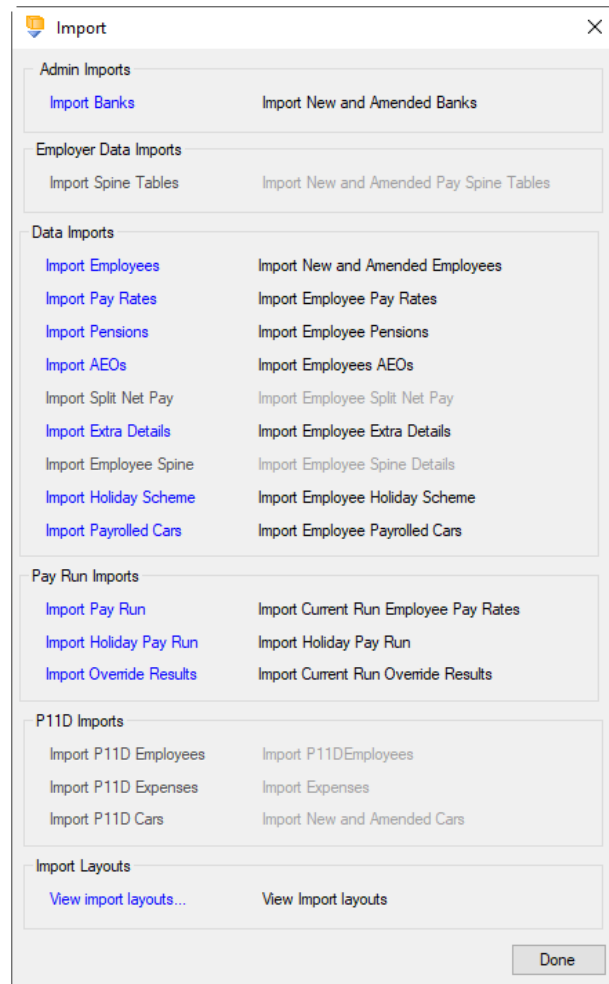 Import
Admin Imports
Import Banks Import New and Amended Banks
Employer Data Imports
Import Spine Tables Import New and Amended Pay Spine Tables
Data Imports
Import Employees Import New and Amended Employees
Import Pay Rates Import Employee Pay Rates
Import Pensions Import Employee Pensions
Import AEOs Import Employees AEOs
Import Split Net Pay Import Employee Split Net Pay
Import Extra Details Import Employee Extra Details
Import Employee Spine Import Employee Spine Details
Import Holiday Scheme Import Employee Holiday Scheme
Import Payrolled Cars Import Employee Payrolled Cars
Pay Run Imports
Import Pay Run Import Current Run Employee Pay Rates
Import Holiday Pay Run Import Holiday Pay Run
Import Override Results Import Current Run Override Results
P11D Imports
Import P11D Employees Import P11DEmployees
Import P11D Expenses Import Expenses
Import P11D Cars Import New and Amended Cars
Import Layouts
View import layouts... View Import layouts
Done